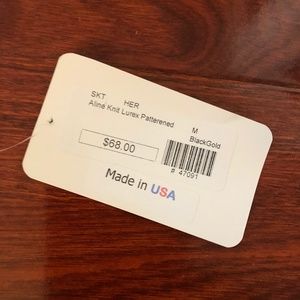 SKT HER
Aline Knit Lurex Patterened
M
BlackGold
$68.00
# 47091
Made in USA